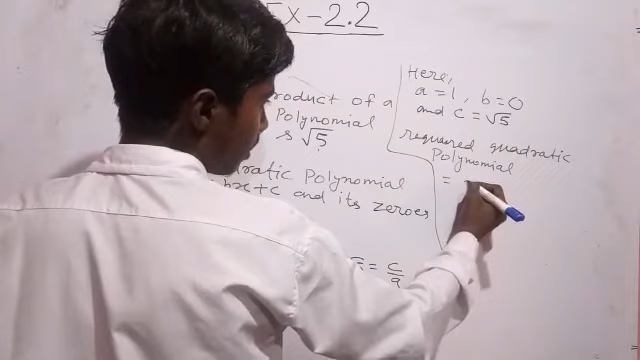 Ex-2.2
roduct of a
Polynomial
s √5
dratic Polynomial
bx+c and its zeroes
= c/a
Here,
a=1, b=0
and c=√5
required quadratic
Polynomial
=